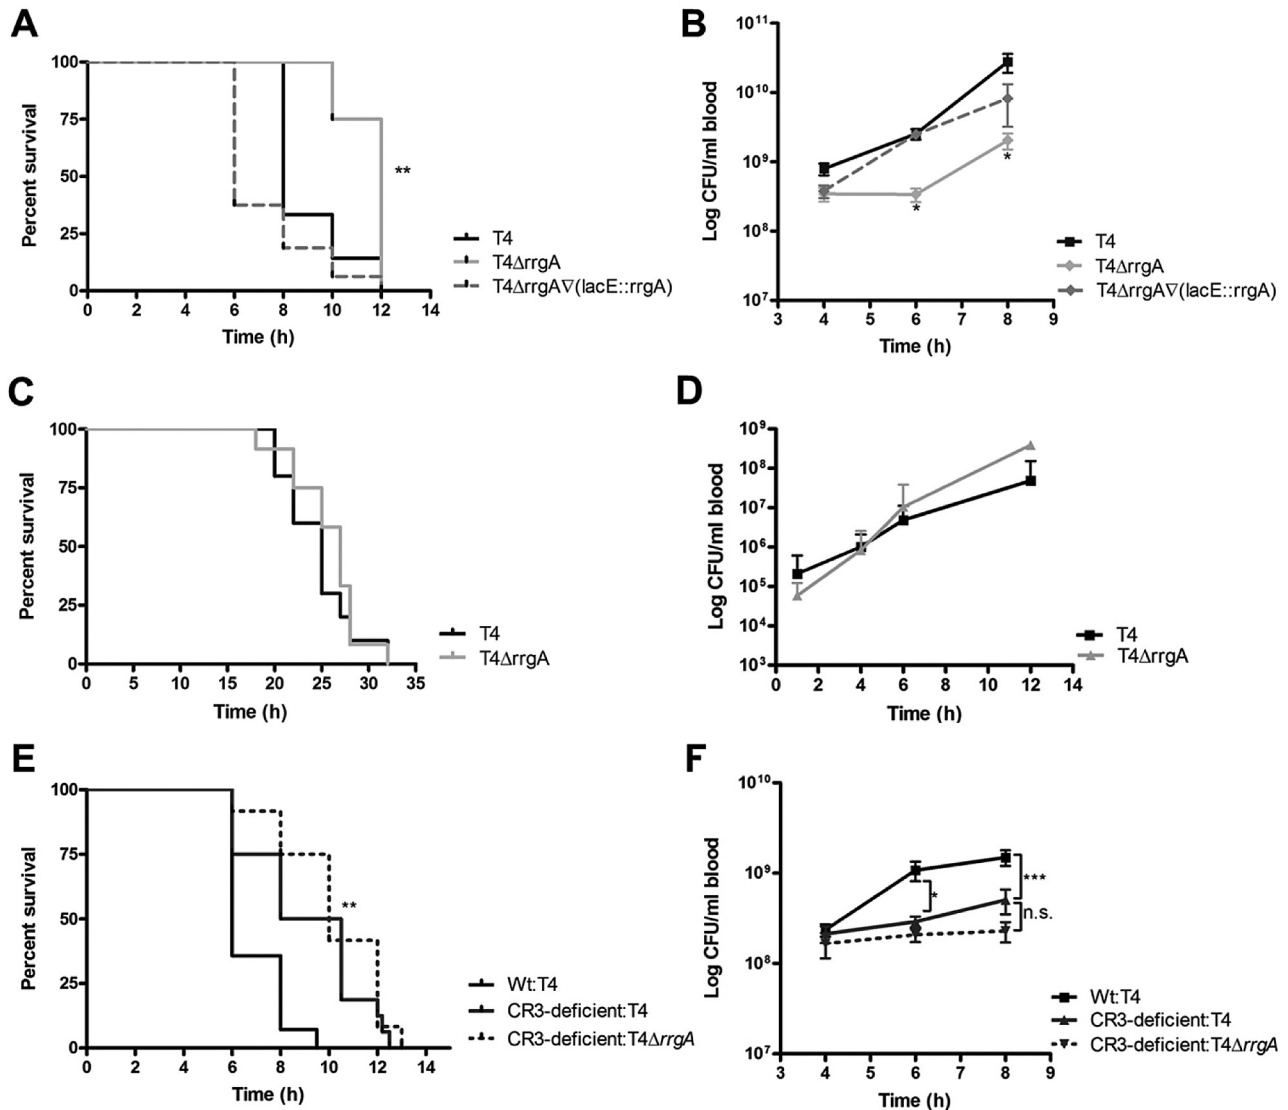 A
Percent survival
100
75
50
25
0
0 2 4 6 8 10 12 14
Time (h)
**
T4
T4ΔrrgA
T4ΔrrgA∇(lacE::rrgA)
B
Log CFU/ml blood
10¹¹
10¹⁰
10⁹
10⁸
10⁷
3 4 5 6 7 8 9
Time (h)
*
*
T4
T4ΔrrgA
T4ΔrrgA∇(lacE::rrgA)
C
Percent survival
100
75
50
25
0
0 5 10 15 20 25 30 35
Time (h)
T4
T4ΔrrgA
D
Log CFU/ml blood
10⁹
10⁸
10⁷
10⁶
10⁵
10⁴
10³
0 2 4 6 8 10 12 14
Time (h)
T4
T4ΔrrgA
E
Percent survival
100
75
50
25
0
0 2 4 6 8 10 12 14
Time (h)
**
Wt:T4
CR3-deficient:T4
CR3-deficient:T4ΔrrgA
F
Log CFU/ml blood
10¹⁰
10⁹
10⁸
10⁷
3 4 5 6 7 8 9
Time (h)
*
***
n.s.
Wt:T4
CR3-deficient:T4
CR3-deficient:T4ΔrrgA